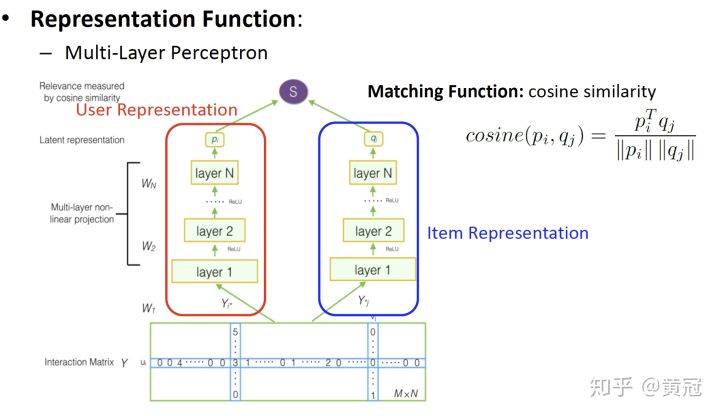 • Representation Function:
– Multi-Layer Perceptron
Relevance measured
by cosine similarity
S
Matching Function: cosine similarity
User Representation
cosine(p_i, q_j) = p_i^T q_j / ‖p_i‖ ‖q_j‖
Latent representation
p_i
q_j
W_N
layer N
layer N
Multi-layer non-
linear projection
····· ReLU
····· ReLU
W_2
layer 2
layer 2
Item Representation
ReLU
ReLU
layer 1
layer 1
W_1
Y_i*
Y_*j
v_j
5
0
Interaction Matrix Y
u_i
0 0 4 ····· 0 0 3 1 ····· 0 1 ····· 2 0 ····· 0 ····· 0 0
0
1
M×N
知乎 @黄冠